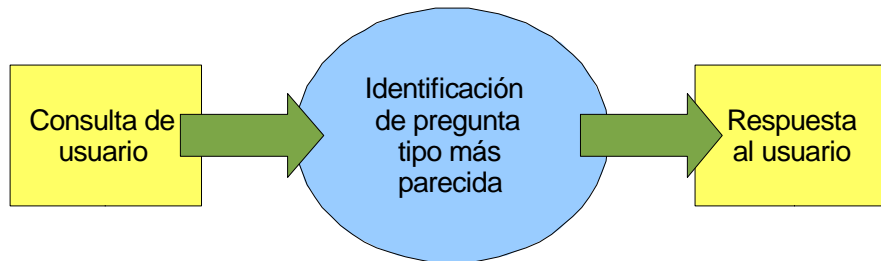 Consulta de
usuario
Identificación
de pregunta
tipo más
parecida
Respuesta
al usuario